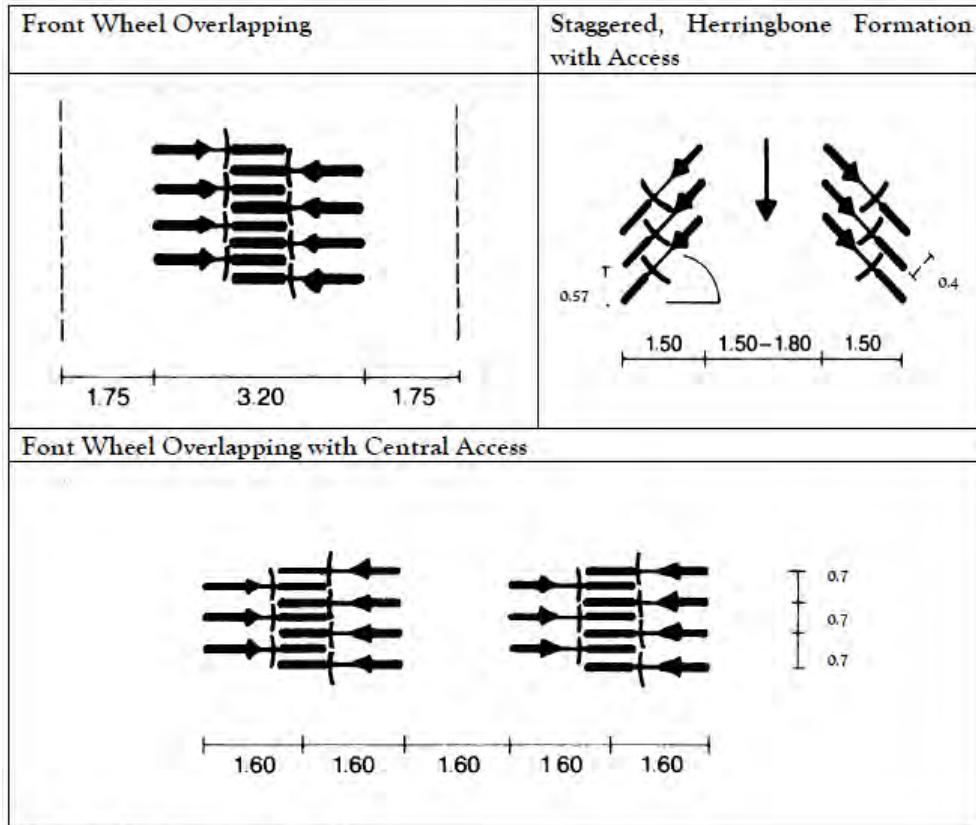 Front Wheel Overlapping
Staggered, Herringbone Formation
with Access
0.57
0.4
1.50 1.50–1.80 1.50
1.75 3.20 1.75
Font Wheel Overlapping with Central Access
0.7
0.7
0.7
1.60 1.60 1.60 1 60 1.60